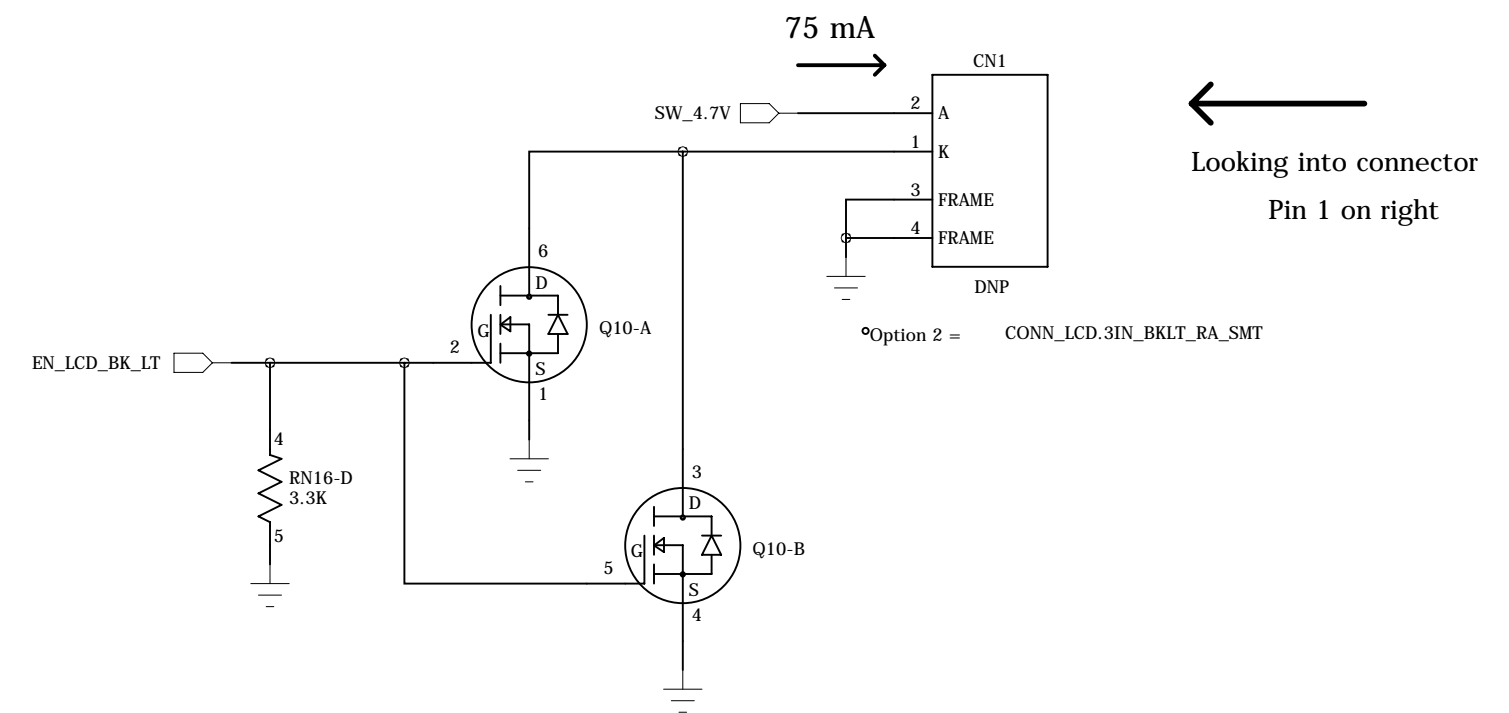 75 mA
CN1
SW_4.7V
2
A
1
K
Looking into connector
Pin 1 on right
3
FRAME
4
FRAME
DNP
6
D
G
Q10-A
°Option 2 = CONN_LCD.3IN_BKLT_RA_SMT
2
EN_LCD_BK_LT
S
1
4
RN16-D
3.3K
5
3
D
G
Q10-B
5
S
4